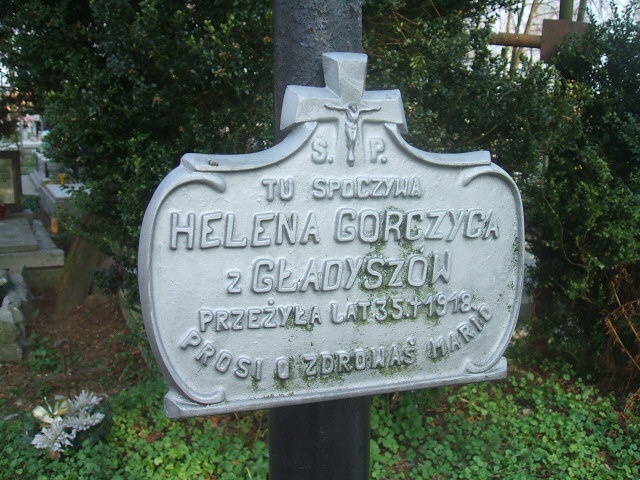 Ś. P.
TU SPOCZYWA
HELENA GORCZYCA
z GŁADYSZÓW
PRZEŻYŁA LAT 35. † 1918.
PROSI O ZDROWAŚ MARIO